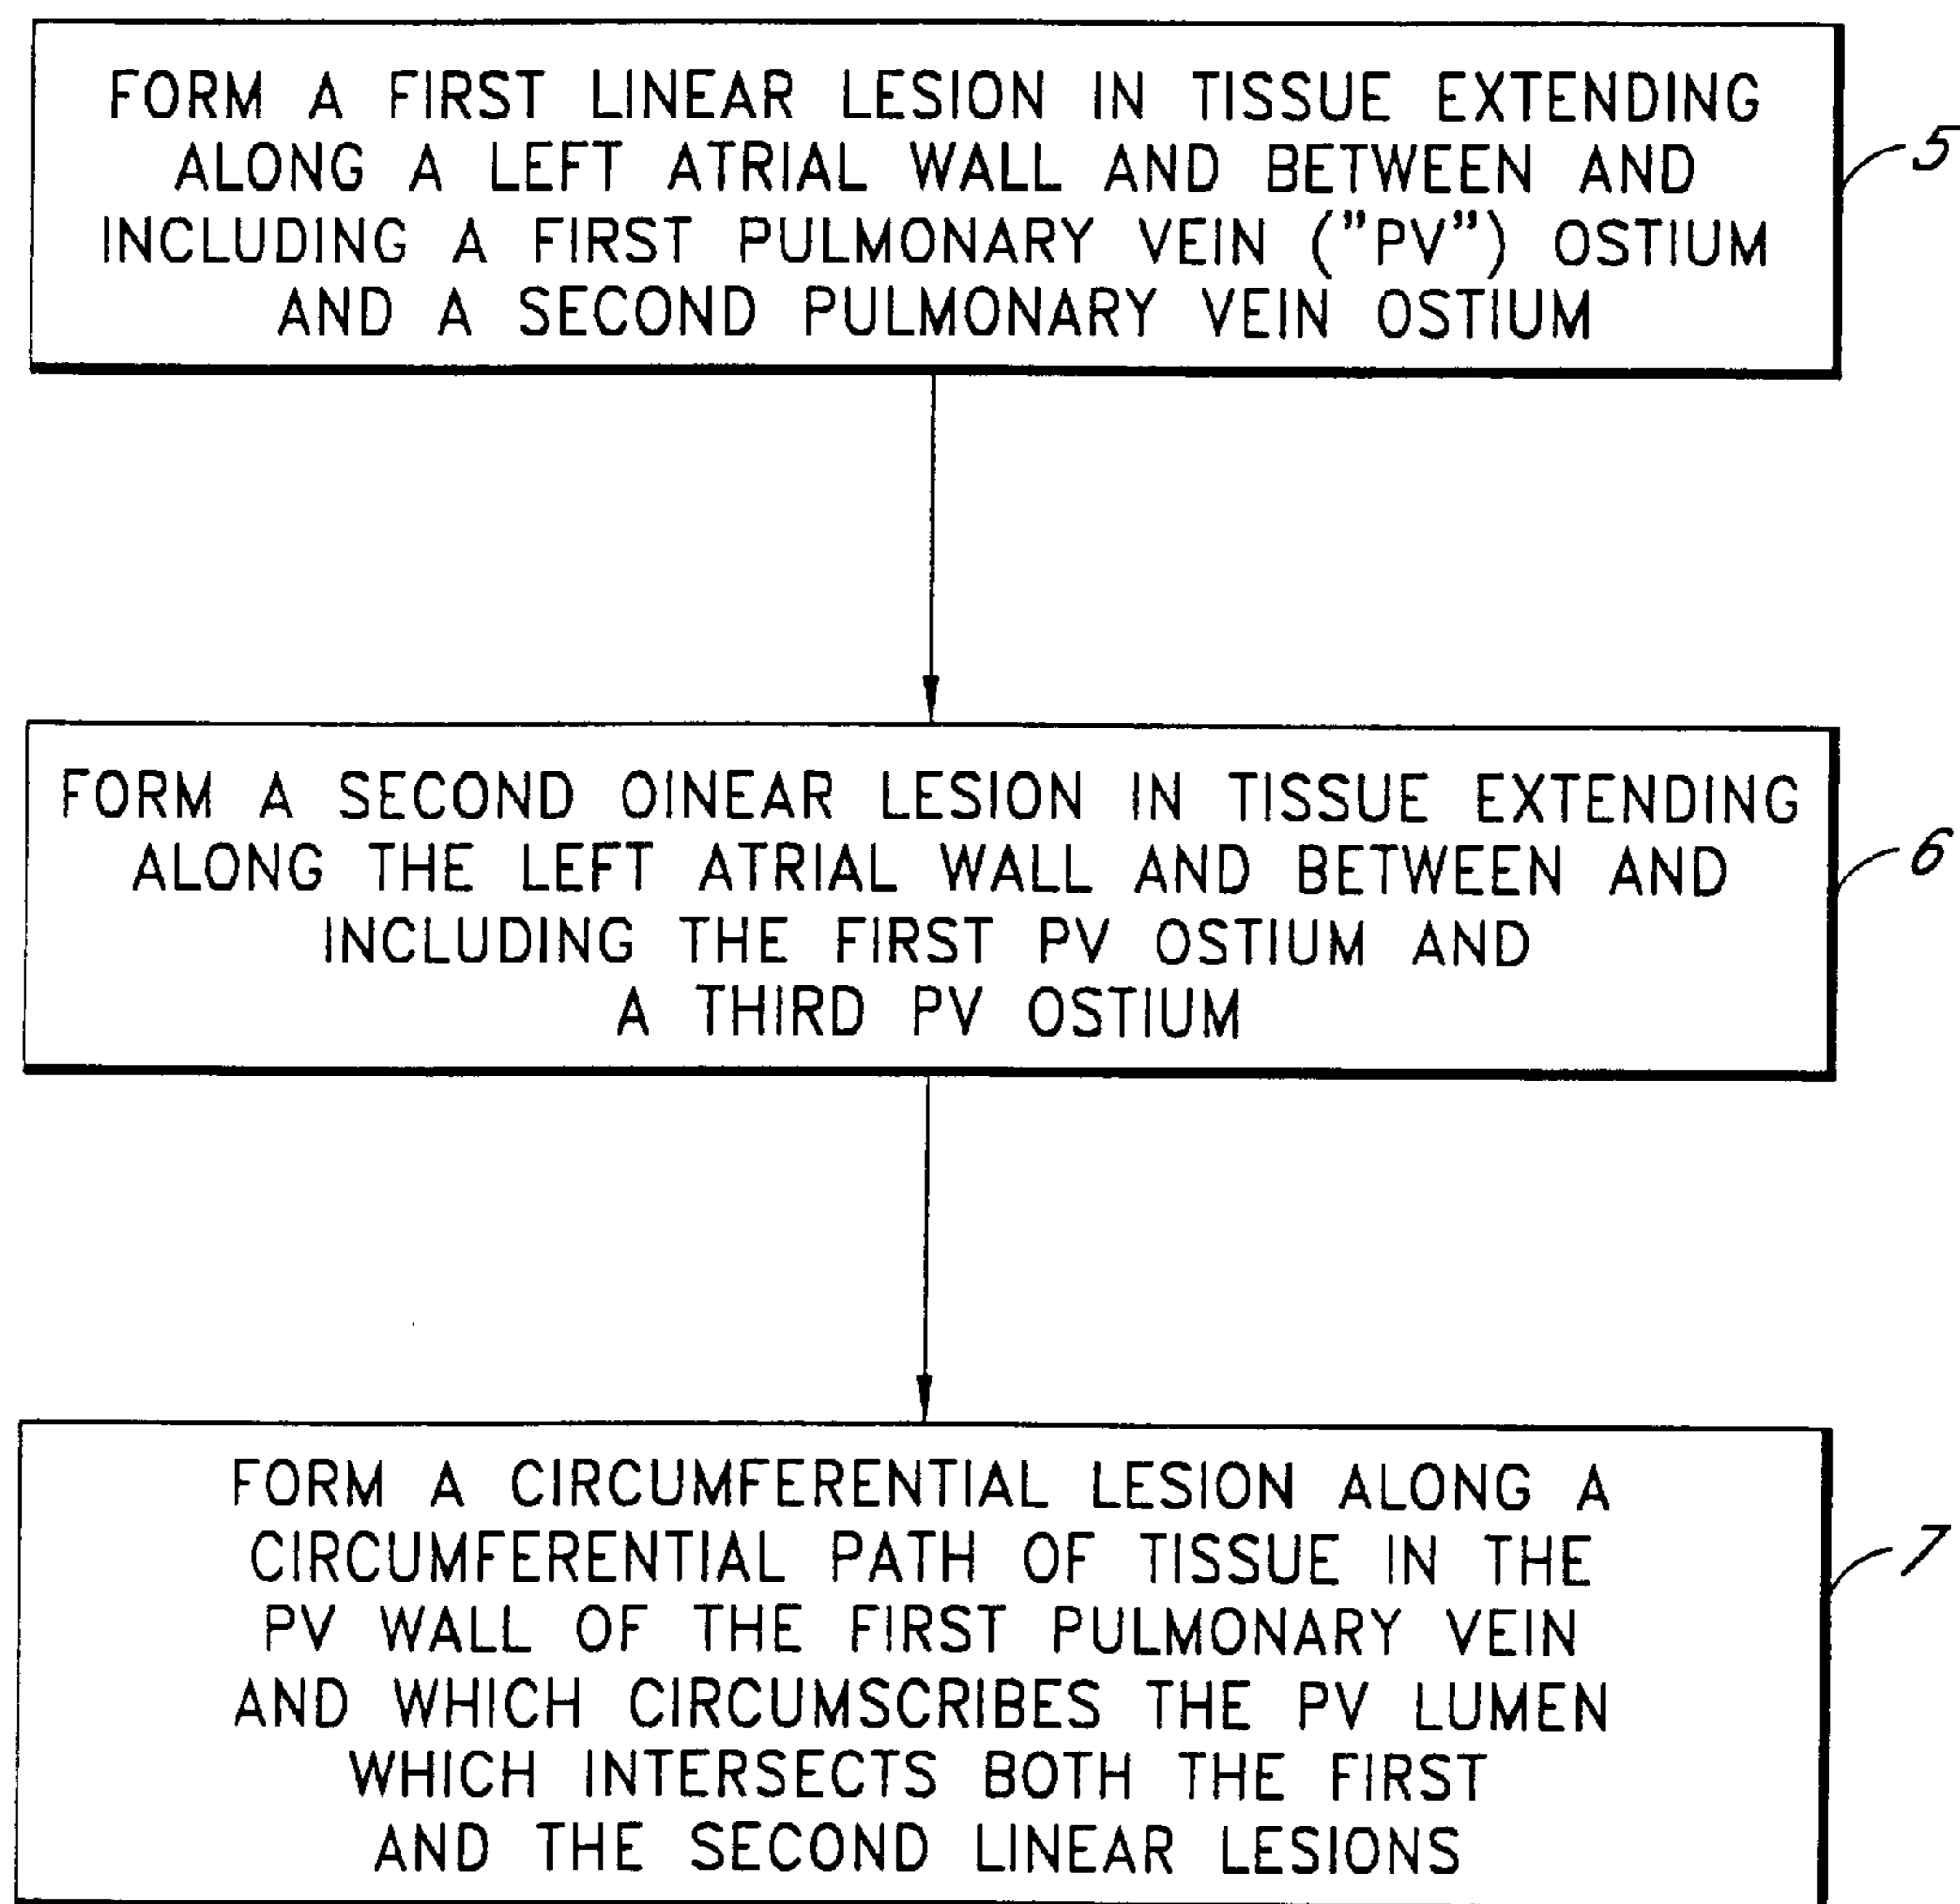 FORM A FIRST LINEAR LESION IN TISSUE EXTENDING
ALONG A LEFT ATRIAL WALL AND BETWEEN AND
INCLUDING A FIRST PULMONARY VEIN ("PV") OSTIUM
AND A SECOND PULMONARY VEIN OSTIUM
5
FORM A SECOND OINEAR LESION IN TISSUE EXTENDING
ALONG THE LEFT ATRIAL WALL AND BETWEEN AND
INCLUDING THE FIRST PV OSTIUM AND
A THIRD PV OSTIUM
6
FORM A CIRCUMFERENTIAL LESION ALONG A
CIRCUMFERENTIAL PATH OF TISSUE IN THE
PV WALL OF THE FIRST PULMONARY VEIN
AND WHICH CIRCUMSCRIBES THE PV LUMEN
WHICH INTERSECTS BOTH THE FIRST
AND THE SECOND LINEAR LESIONS
7